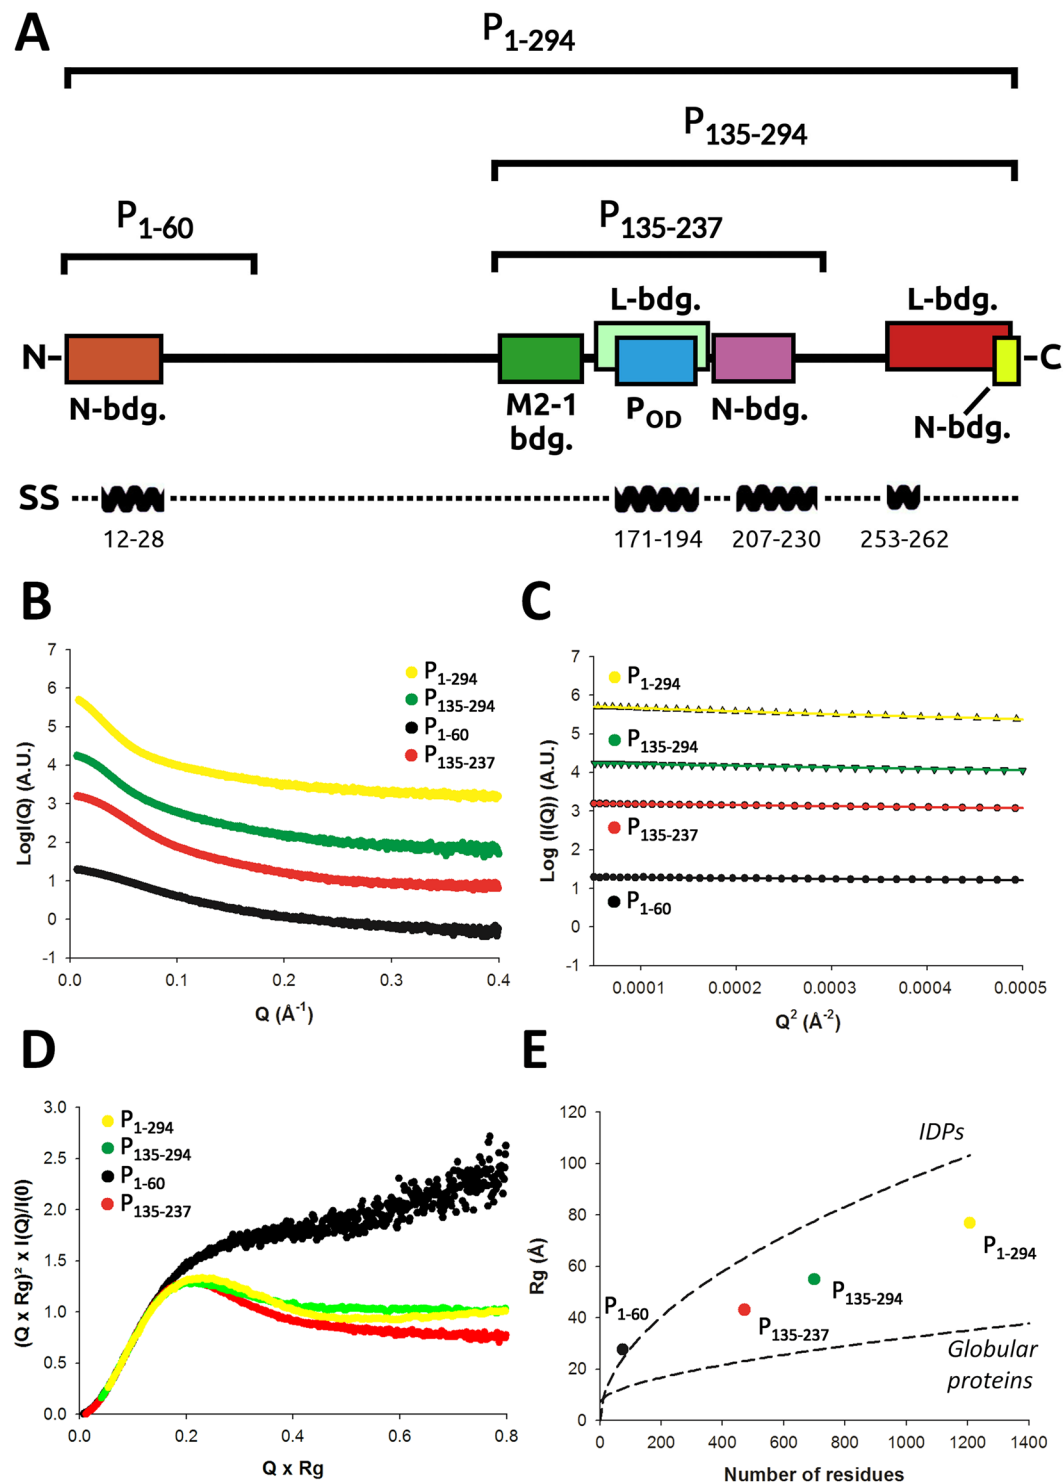 A
P1-294
P135-294
P1-60
P135-237
L-bdg.
L-bdg.
N-
-C
N-bdg.
M2-1
bdg.
POD
N-bdg.
N-bdg.
SS
12-28
171-194
207-230
253-262
B
7
6
5
4
3
2
1
0
-1
LogI(Q) (A.U.)
P1-294
P135-294
P1-60
P135-237
0.0
0.1
0.2
0.3
0.4
Q (Å-1)
C
7
6
5
4
3
2
1
0
-1
Log (I(Q)) (A.U.)
P1-294
P135-294
P135-237
P1-60
0.0001
0.0002
0.0003
0.0004
0.0005
Q2 (Å-2)
D
3.0
2.5
2.0
1.5
1.0
0.5
0.0
(Q x Rg)² x I(Q)/I(0)
P1-294
P135-294
P1-60
P135-237
0.0
0.2
0.4
0.6
0.8
Q x Rg
E
120
100
80
60
40
20
0
Rg (Å)
IDPs
P1-294
P135-294
P1-60
P135-237
Globular
proteins
0
200
400
600
800
1000
1200
1400
Number of residues